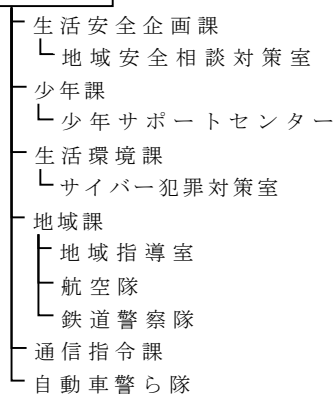 生活安全企画課
地域安全相談対策室
少年課
少年サポートセンター
生活環境課
サイバー犯罪対策室
地域課
地域指導室
航空隊
鉄道警察隊
通信指令課
自動車警ら隊